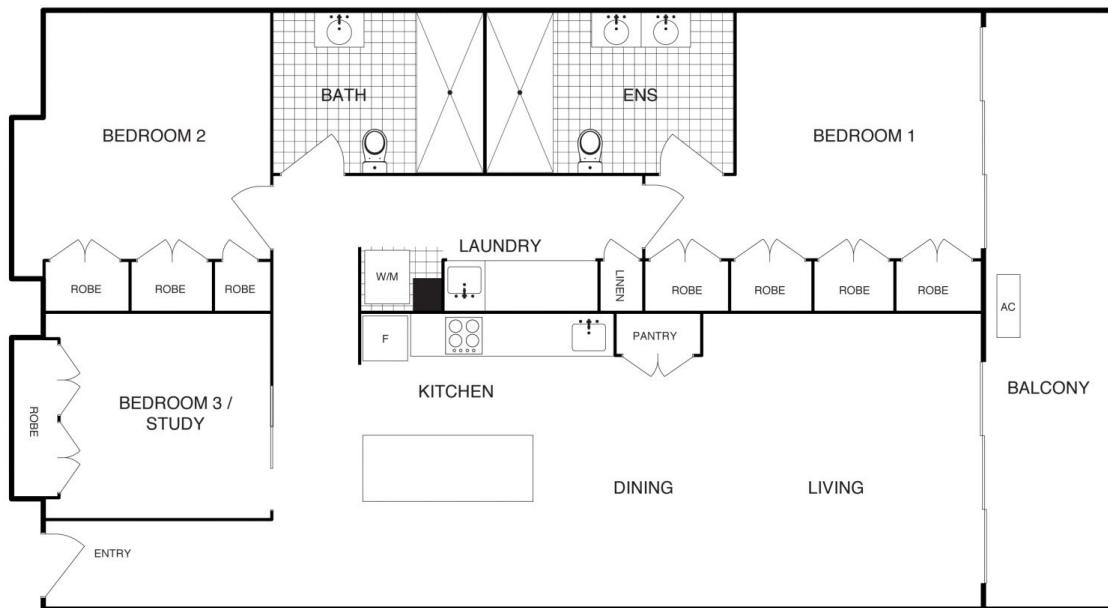 BATH
ENS
BEDROOM 2
BEDROOM 1
LAUNDRY
W/M
LINEN
ROBE
ROBE
ROBE
ROBE
ROBE
ROBE
ROBE
AC
F
PANTRY
KITCHEN
BALCONY
BEDROOM 3 /
STUDY
ROBE
DINING
LIVING
ENTRY